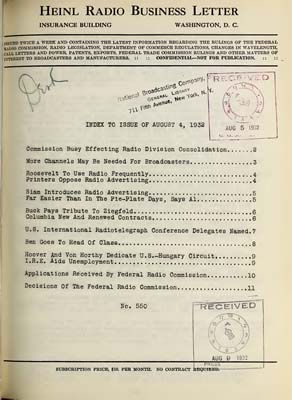 HEINL RADIO BUSINESS LETTER
INSURANCE BUILDING WASHINGTON, D. C.
ISSUED TWICE A WEEK AND CONTAINING THE LATEST INFORMATION REGARDING THE RULINGS OF THE FEDERAL
RADIO COMMISSION, RADIO LEGISLATION, DEPARTMENT OF COMMERCE REGULATIONS, CHANGES IN WAVELENGTH,
CALL LETTERS AND POWER, PATENTS, EXPORTS, FEDERAL TRADE COMMISSION RULINGS AND OTHER MATTERS OF
INTEREST TO BROADCASTERS AND MANUFACTURERS. :: :: CONFIDENTIAL—NOT FOR PUBLICATION. :: ::
National Broadcasting Company,
GENERAL LIBRARY
711 Fifth Avenue, New York, N. Y.
RECEIVED
AUG 5 1932
INDEX TO ISSUE OF AUGUST 4, 1932
Commission Busy Effecting Radio Division Consolidation.......2
More Channels May Be Needed For Broadcasters.................3
Roosevelt To Use Radio Frequently............................4
Printers Oppose Radio Advertising............................4
Siam Introduces Radio Advertising............................5
Far Easier Than In The Pie-Plate Days, Says Al...............5
Buck Pays Tribute To Ziegfeld................................6
Columbia New And Renewed Contracts...........................6
U.S. International Radiotelegraph Conference Delegates Named.7
Ben Goes To Head Of Class....................................8
Hoover And Von Horthy Dedicate U.S.-Hungary Circuit..........9
I.R.E. Aids Unemployment.....................................9
Applications Received By Federal Radio Commission...........10
Decisions Of The Federal Radio Commission...................11
No. 550
RECEIVED
AUG 9 1932
PRESS
SUBSCRIPTION PRICE, $10. PER MONTH. NO CONTRACT REQUIRED.